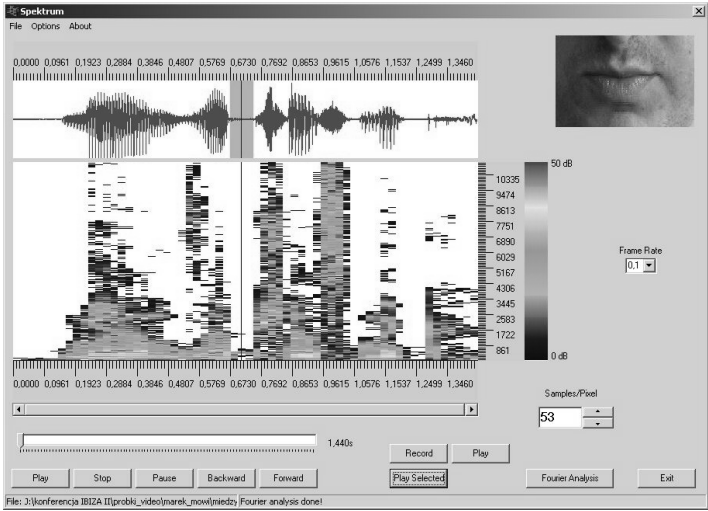 Spektrum
File Options About
0,0000 0,0961 0,1923 0,2884 0,3846 0,4807 0,5769 0,6730 0,7692 0,8653 0,9615 1,0576 1,1537 1,2499 1,3460
50 dB
10335
9474
8613
7751
6890
6029
5167
4306
3445
2583
1722
861
0 dB
Frame Rate
0,1
0,0000 0,0961 0,1923 0,2884 0,3846 0,4807 0,5769 0,6730 0,7692 0,8653 0,9615 1,0576 1,1537 1,2499 1,3460
Samples/Pixel
53
1,440s
Record Play
Play Stop Pause Backward Forward Play Selected Fourier Analysis Exit
File: J:\konferencja IBIZA II\probki_video\marek_mowi\miedzy Fourier analysis done!